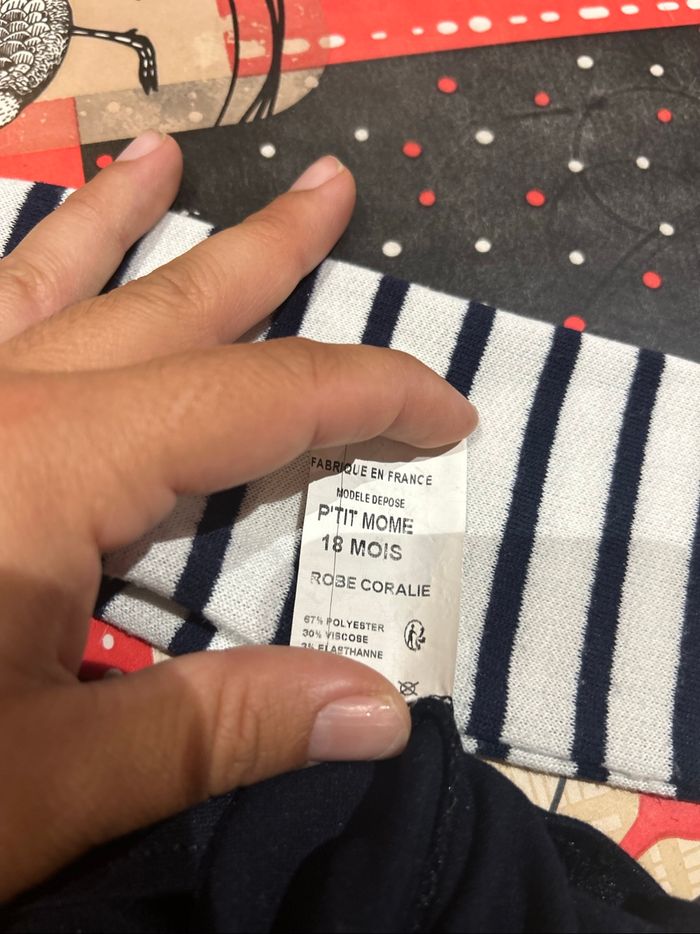 FABRIQUE EN FRANCE
MODELE DEPOSE
P'TIT MOME
18 MOIS
ROBE CORALIE
67% POLYESTER
30% VISCOSE
3% ELASTHANNE